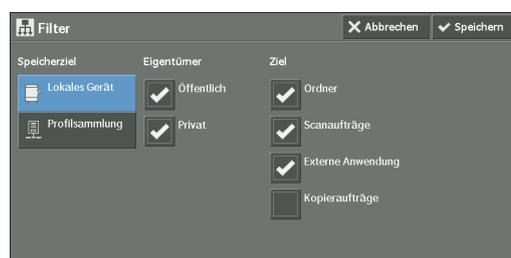 Filter
Abbrechen
Speichern
Speicherziel
Eigentümer
Ziel
Lokales Gerät
Öffentlich
Ordner
Profilsammlung
Privat
Scanaufträge
Externe Anwendung
Kopieraufträge